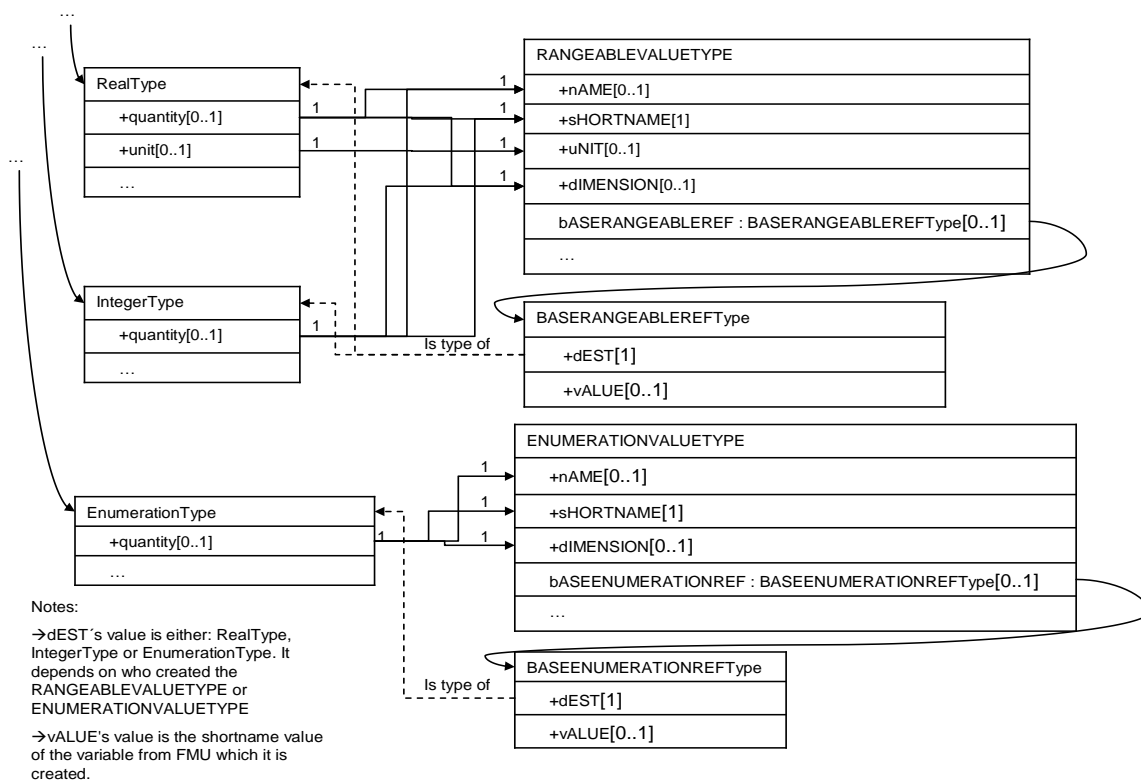 …
…
…
RealType
+quantity[0..1]
+unit[0..1]
…
1
1
1
1
1
1
RANGEABLEVALUETYPE
+nAME[0..1]
+sHORTNAME[1]
+uNIT[0..1]
+dIMENSION[0..1]
bASERANGEABLEREF : BASERANGEABLEREFType[0..1]
…
IntegerType
+quantity[0..1]
…
1
Is type of
BASERANGEABLEREFType
+dEST[1]
+vALUE[0..1]
EnumerationType
+quantity[0..1]
…
1
1
1
1
ENUMERATIONVALUETYPE
+nAME[0..1]
+sHORTNAME[1]
+dIMENSION[0..1]
bASEENUMERATIONREF : BASEENUMERATIONREFType[0..1]
…
Is type of
BASEENUMERATIONREFType
+dEST[1]
+vALUE[0..1]
Notes:
→dEST´s value is either: RealType,
IntegerType or EnumerationType. It
depends on who created the
RANGEABLEVALUETYPE or
ENUMERATIONVALUETYPE
→vALUE's value is the shortname value
of the variable from FMU which it is
created.